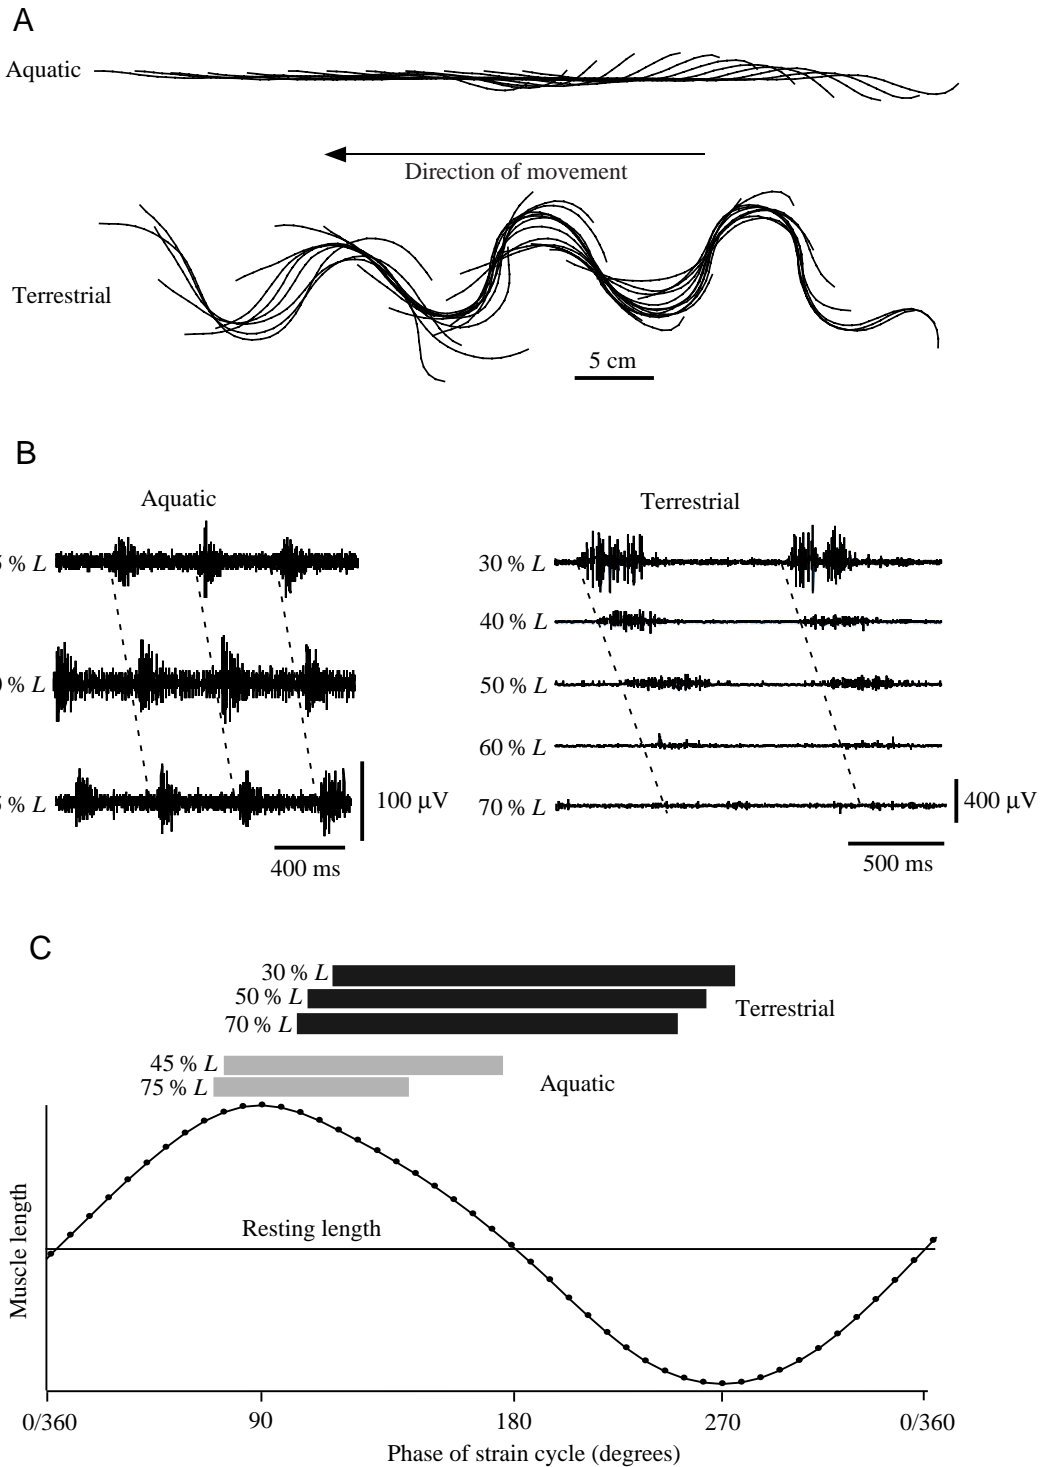 A
Aquatic
Direction of movement
Terrestrial
5 cm
B
Aquatic
Terrestrial
% L
% L
% L
100 µV
400 ms
30 % L
40 % L
50 % L
60 % L
70 % L
400 µV
500 ms
C
30 % L
50 % L
70 % L
Terrestrial
45 % L
75 % L
Aquatic
Muscle length
Resting length
0/360
90
180
270
0/360
Phase of strain cycle (degrees)